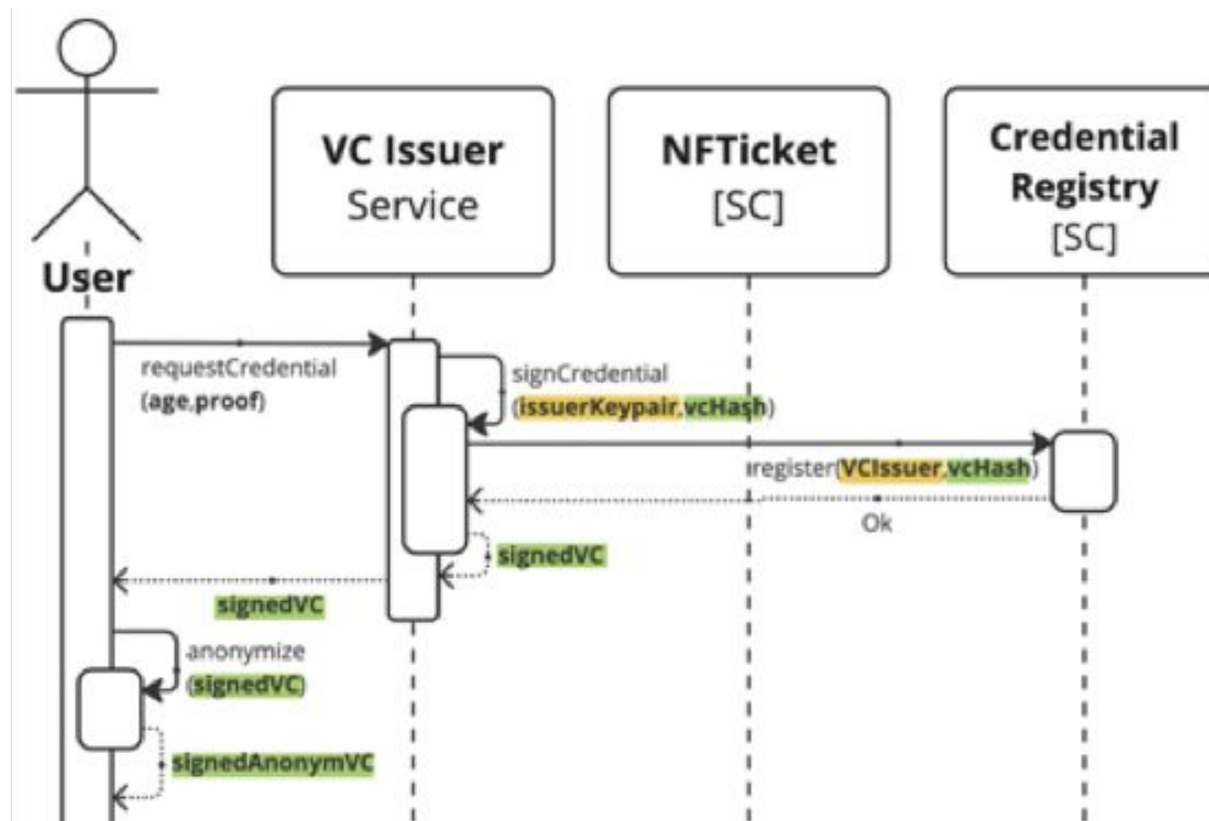 User
VC Issuer
Service
NFTicket
[SC]
Credential
Registry
[SC]
requestCredential
(age,proof)
signCredential
(issuerKeypair,vcHash)
register(VCIssuer,vcHash)
Ok
signedVC
signedVC
anonymize
(signedVC)
signedAnonymVC